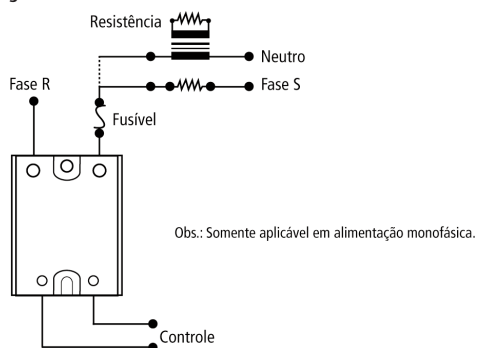 Resistência
Neutro
Fase R
Fase S
Fusível
Obs.: Somente aplicável em alimentação monofásica.
Controle